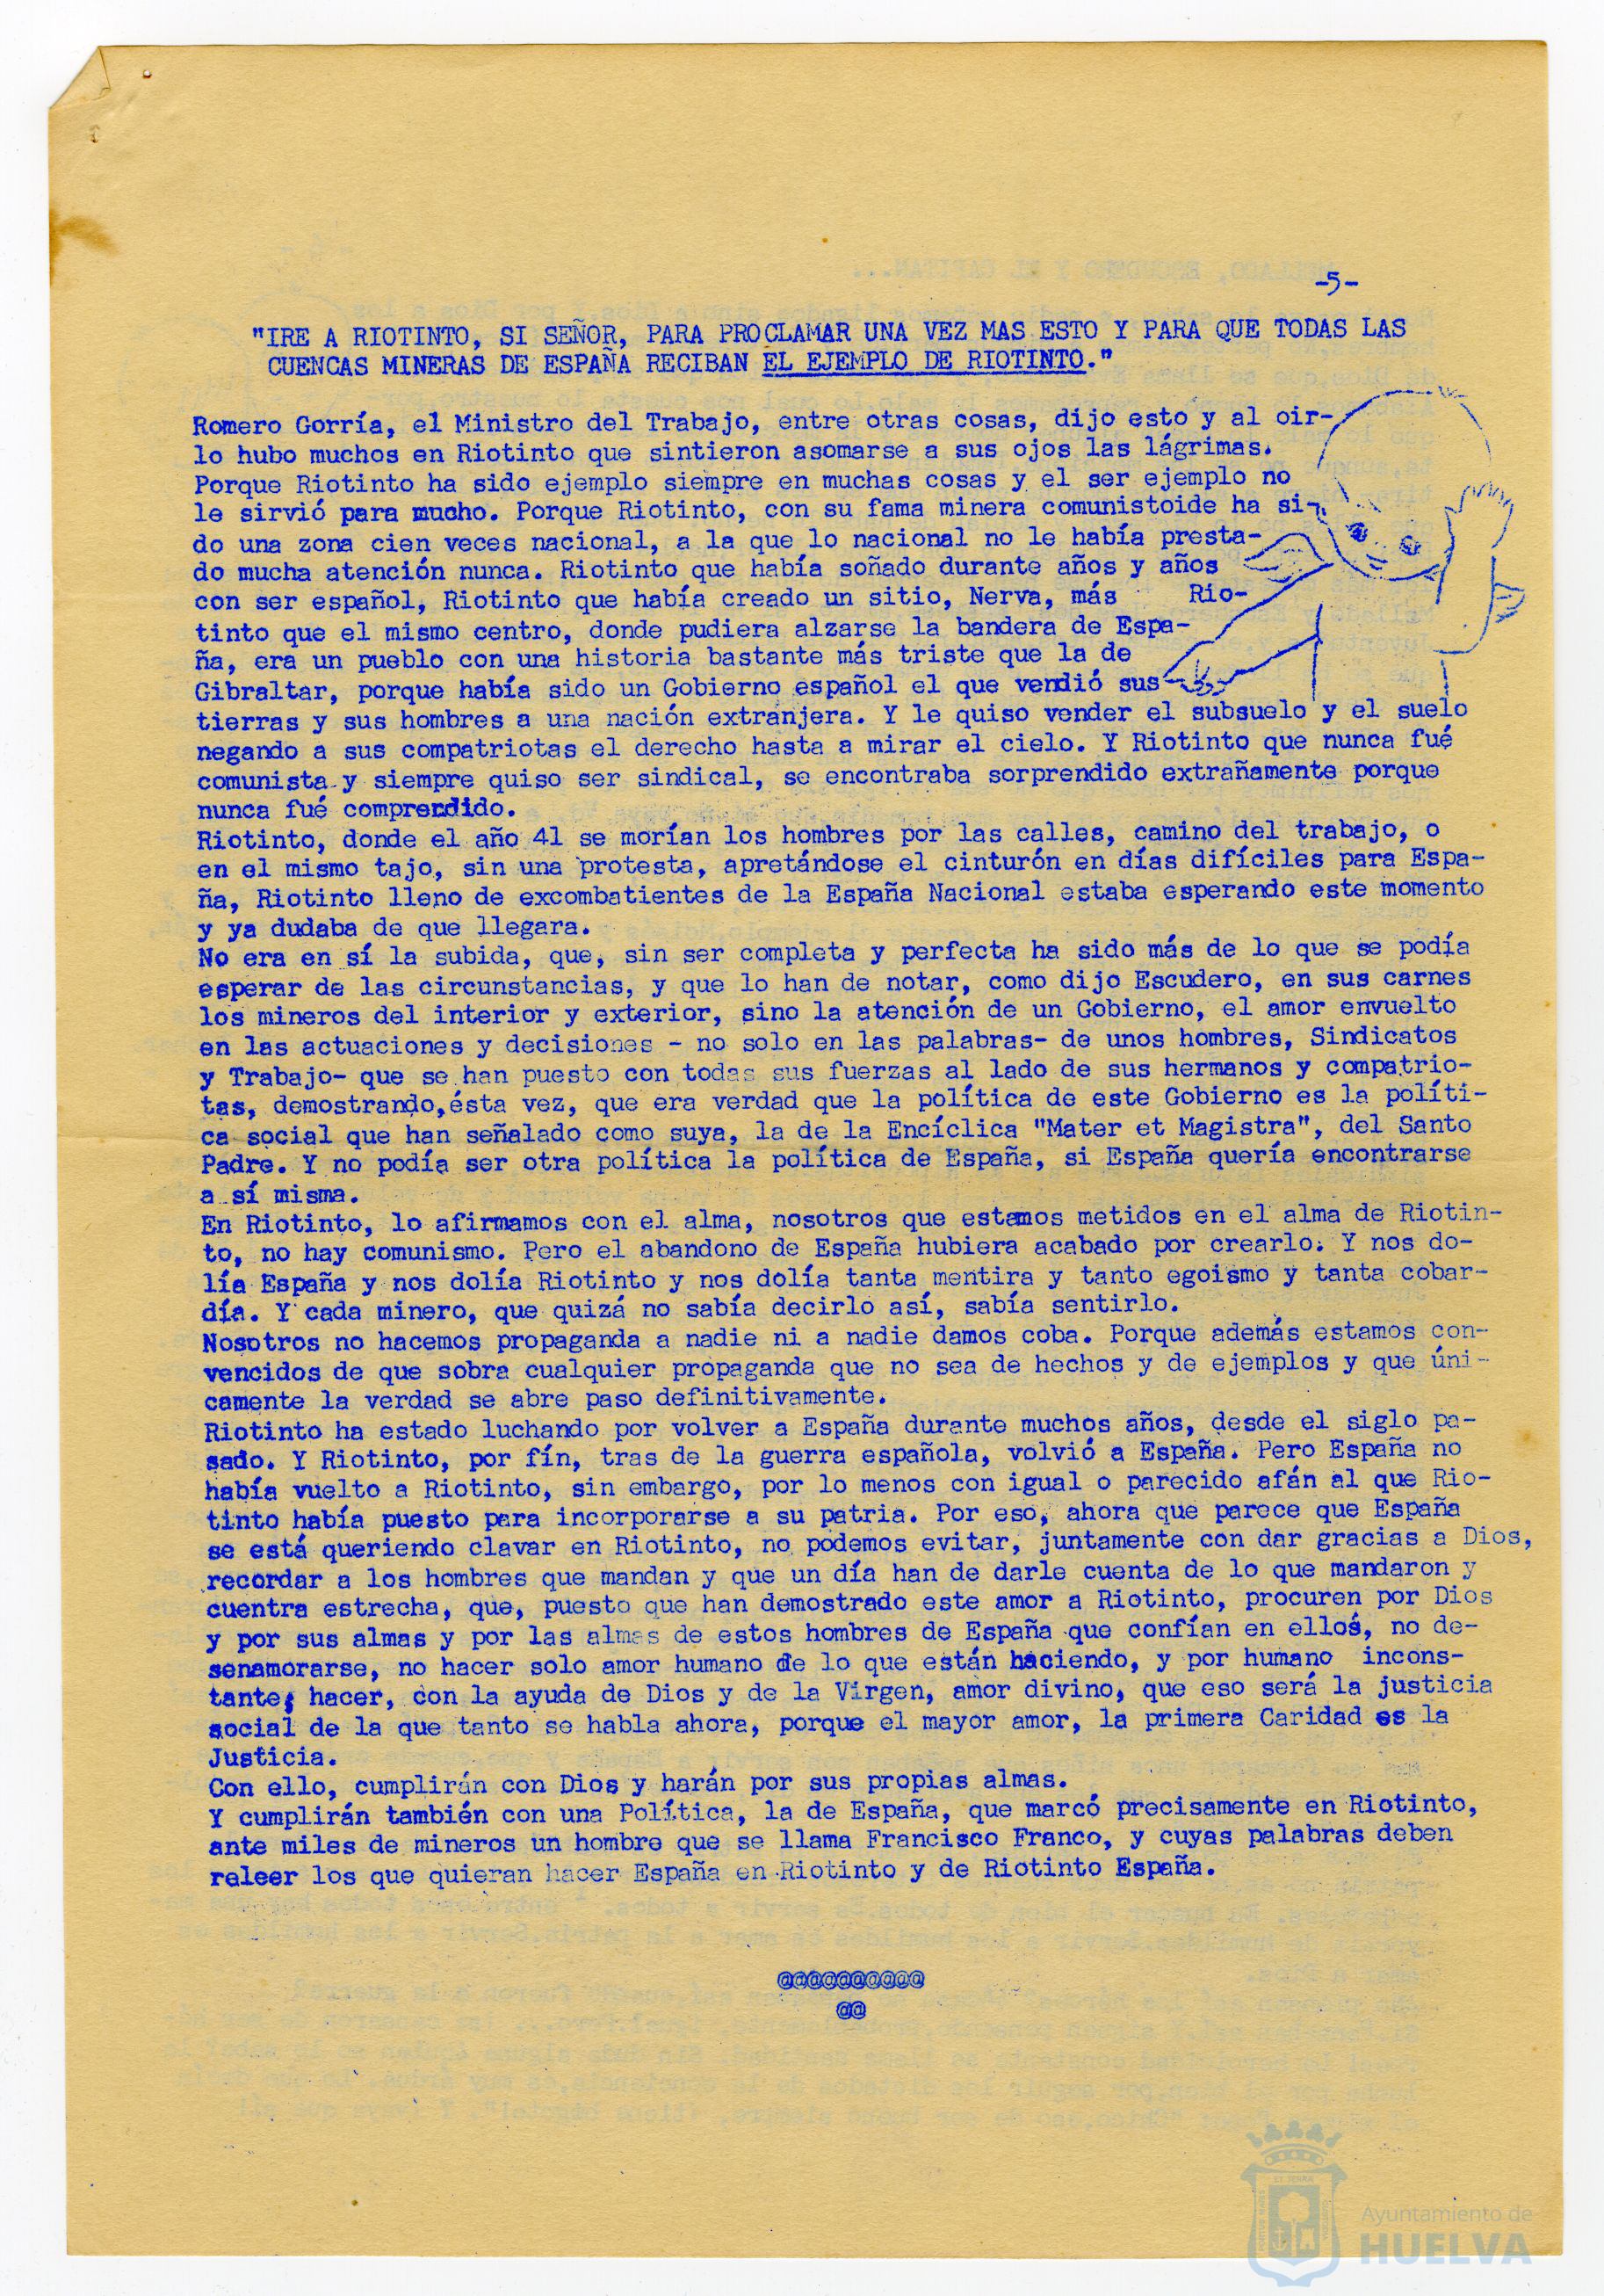 -5-
"IRE A RIOTINTO, SI SEÑOR, PARA PROCLAMAR UNA VEZ MAS ESTO Y PARA QUE TODAS LAS
CUENCAS MINERAS DE ESPAÑA RECIBAN EL EJEMPLO DE RIOTINTO."
Romero Gorría, el Ministro del Trabajo, entre otras cosas, dijo esto y al oir-
lo hubo muchos en Riotinto que sintieron asomarse a sus ojos las lágrimas.
Porque Riotinto ha sido ejemplo siempre en muchas cosas y el ser ejemplo no
le sirvió para mucho. Porque Riotinto, con su fama minera comunistoide ha si-
do una zona cien veces nacional, a la que lo nacional no le había presta-
do mucha atención nunca. Riotinto que había soñado durante años y años
con ser español, Riotinto que había creado un sitio, Nerva, más Rio-
tinto que el mismo centro, donde pudiera alzarse la bandera de Espa-
ña, era un pueblo con una historia bastante más triste que la de
Gibraltar, porque había sido un Gobierno español el que vendió sus
tierras y sus hombres a una nación extranjera. Y le quiso vender el subsuelo y el suelo
negando a sus compatriotas el derecho hasta a mirar el cielo. Y Riotinto que nunca fué
comunista y siempre quiso ser sindical, se encontraba sorprendido extrañamente porque
nunca fué comprendido.
Riotinto, donde el año 41 se morían los hombres por las calles, camino del trabajo, o
en el mismo tajo, sin una protesta, apretándose el cinturón en días difíciles para Espa-
ña, Riotinto lleno de excombatientes de la España Nacional estaba esperando este momento
y ya dudaba de que llegara.
No era en sí la subida, que, sin ser completa y perfecta ha sido más de lo que se podía
esperar de las circunstancias, y que lo han de notar, como dijo Escudero, en sus carnes
los mineros del interior y exterior, sino la atención de un Gobierno, el amor envuelto
en las actuaciones y decisiones - no solo en las palabras- de unos hombres, Sindicatos
y Trabajo- que se han puesto con todas sus fuerzas al lado de sus hermanos y compatrio-
tas, demostrando, ésta vez, que era verdad que la política de este Gobierno es la políti-
ca social que han señalado como suya, la de la Encíclica "Mater et Magistra", del Santo
Padre. Y no podía ser otra política la política de España, si España quería encontrarse
a sí misma.
En Riotinto, lo afirmamos con el alma, nosotros que estamos metidos en el alma de Riotin-
to, no hay comunismo. Pero el abandono de España hubiera acabado por crearlo. Y nos do-
lía España y nos dolía Riotinto y nos dolía tanta mentira y tanto egoismo y tanta cobar-
día. Y cada minero, que quizá no sabía decirlo así, sabía sentirlo.
Nosotros no hacemos propaganda a nadie ni a nadie damos coba. Porque además estamos con-
vencidos de que sobra cualquier propaganda que no sea de hechos y de ejemplos y que úni-
camente la verdad se abre paso definitivamente.
Riotinto ha estado luchando por volver a España durante muchos años, desde el siglo pa-
sado. Y Riotinto, por fín, tras de la guerra española, volvió a España. Pero España no
había vuelto a Riotinto, sin embargo, por lo menos con igual o parecido afán al que Rio-
tinto había puesto para incorporarse a su patria. Por eso, ahora que parece que España
se está queriendo clavar en Riotinto, no podemos evitar, juntamente con dar gracias a Dios,
recordar a los hombres que mandan y que un día han de darle cuenta de lo que mandaron y
cuentra estrecha, que, puesto que han demostrado este amor a Riotinto, procuren por Dios
y por sus almas y por las almas de estos hombres de España que confían en ellos, no de-
senamorarse, no hacer solo amor humano de lo que están haciendo, y por humano incons-
tante; hacer, con la ayuda de Dios y de la Virgen, amor divino, que eso será la justicia
social de la que tanto se habla ahora, porque el mayor amor, la primera Caridad es la
Justicia.
Con ello, cumplirán con Dios y harán por sus propias almas.
Y cumplirán también con una Política, la de España, que marcó precisamente en Riotinto,
ante miles de mineros un hombre que se llama Francisco Franco, y cuyas palabras deben
releer los que quieran hacer España en Riotinto y de Riotinto España.
@@@@@@@@@@
@@
Ayuntamiento de
HUELVA